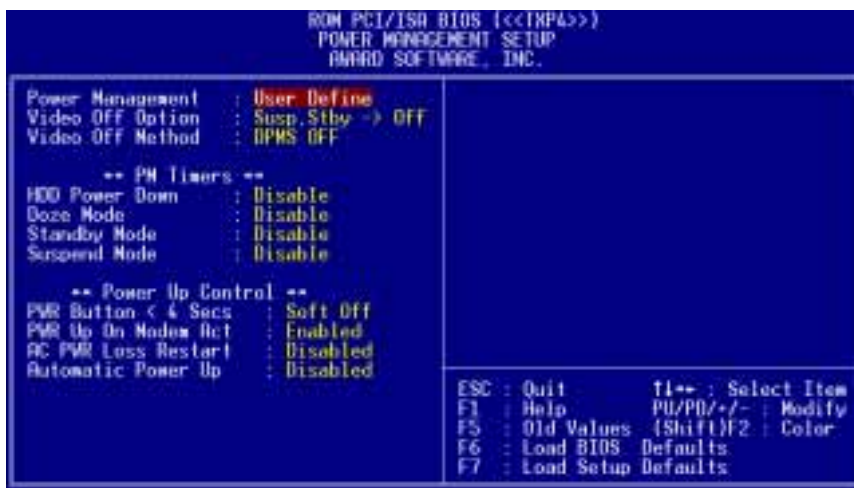 ROM PCI/ISA BIOS (<<TXP4>>)
POWER MANAGEMENT SETUP
AWARD SOFTWARE, INC.
Power Management : User Define
Video Off Option : Susp,Stby -> Off
Video Off Method : DPMS OFF
** PM Timers **
HDD Power Down : Disable
Doze Mode : Disable
Standby Mode : Disable
Suspend Mode : Disable
** Power Up Control **
PWR Button < 4 Secs : Soft Off
PWR Up On Modem Act : Enabled
AC PWR Loss Restart : Disabled
Automatic Power Up : Disabled
ESC : Quit ↑↓→← : Select Item
F1 : Help PU/PD/+/- : Modify
F5 : Old Values (Shift)F2 : Color
F6 : Load BIOS Defaults
F7 : Load Setup Defaults